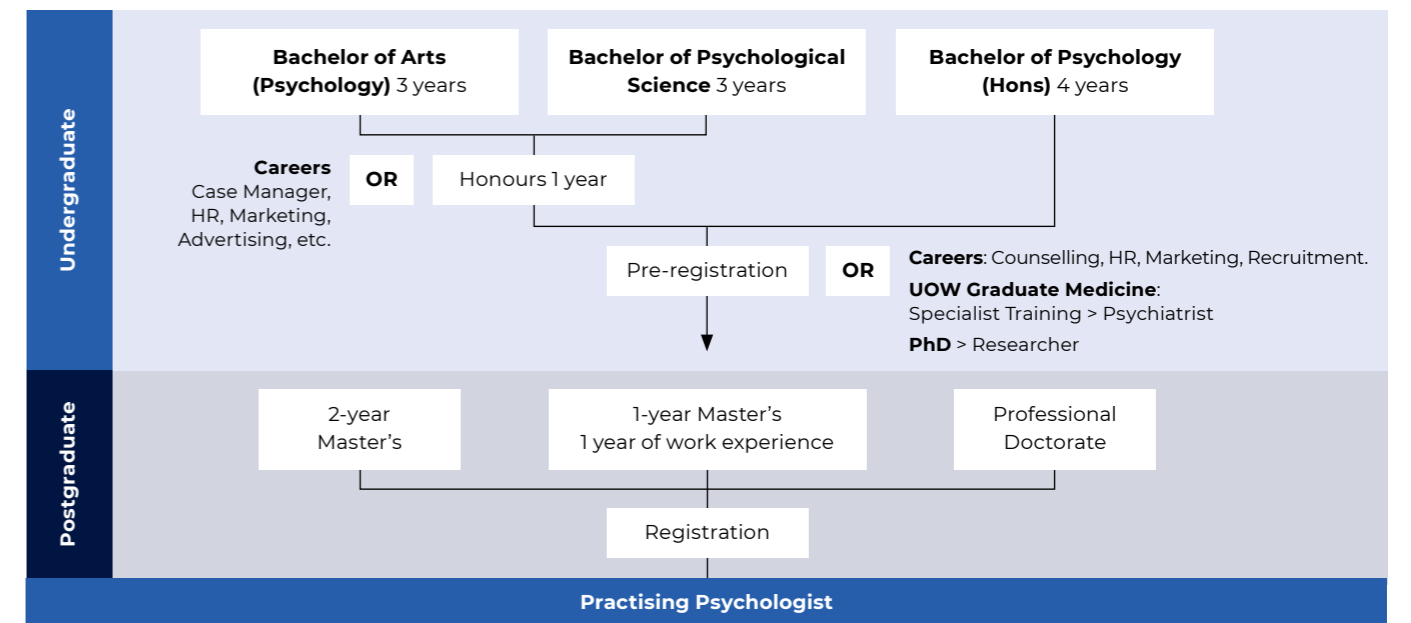 Undergraduate
Bachelor of Arts
(Psychology) 3 years
Bachelor of Psychological
Science 3 years
Bachelor of Psychology
(Hons) 4 years
Careers
Case Manager,
HR, Marketing,
Advertising, etc.
OR
Honours 1 year
Pre-registration
OR
Careers: Counselling, HR, Marketing, Recruitment.
UOW Graduate Medicine:
Specialist Training > Psychiatrist
PhD > Researcher
Postgraduate
2-year
Master’s
1-year Master’s
1 year of work experience
Professional
Doctorate
Registration
Practising Psychologist